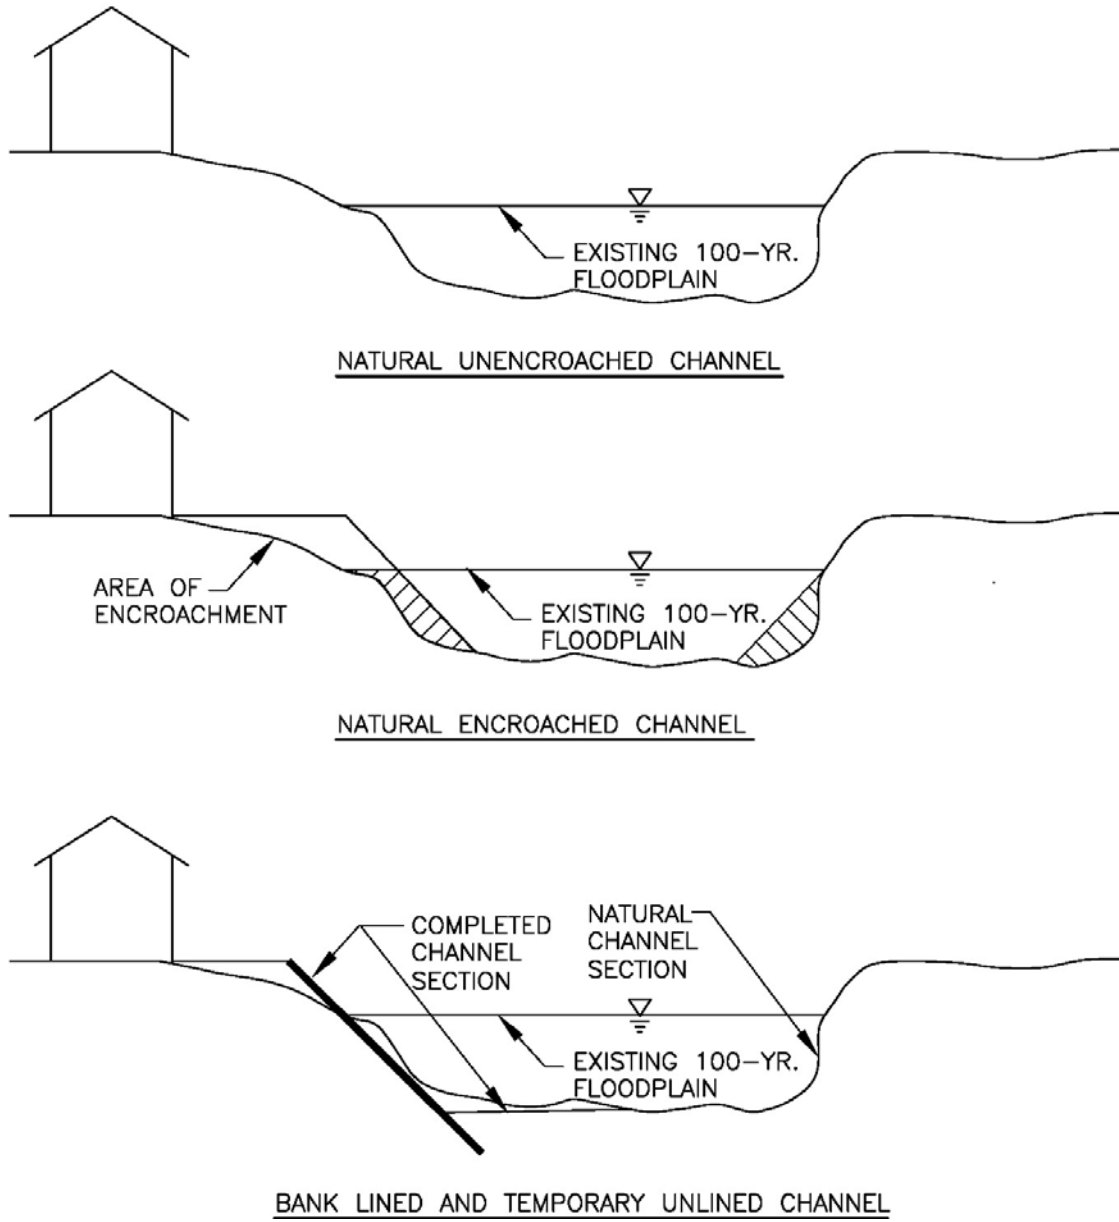 EXISTING 100-YR.
FLOODPLAIN
NATURAL UNENCROACHED CHANNEL
AREA OF
ENCROACHMENT
EXISTING 100-YR.
FLOODPLAIN
NATURAL ENCROACHED CHANNEL
COMPLETED
CHANNEL
SECTION
NATURAL
CHANNEL
SECTION
EXISTING 100-YR.
FLOODPLAIN
BANK LINED AND TEMPORARY UNLINED CHANNEL